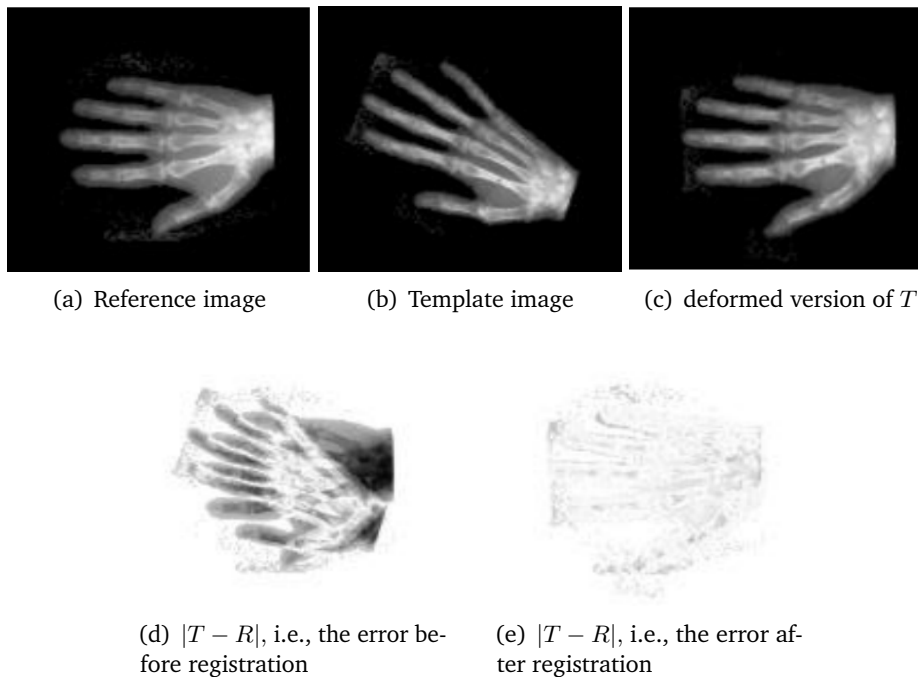 (a) Reference image
(b) Template image
(c) deformed version of T
(d) |T − R|, i.e., the error be-
fore registration
(e) |T − R|, i.e., the error af-
ter registration